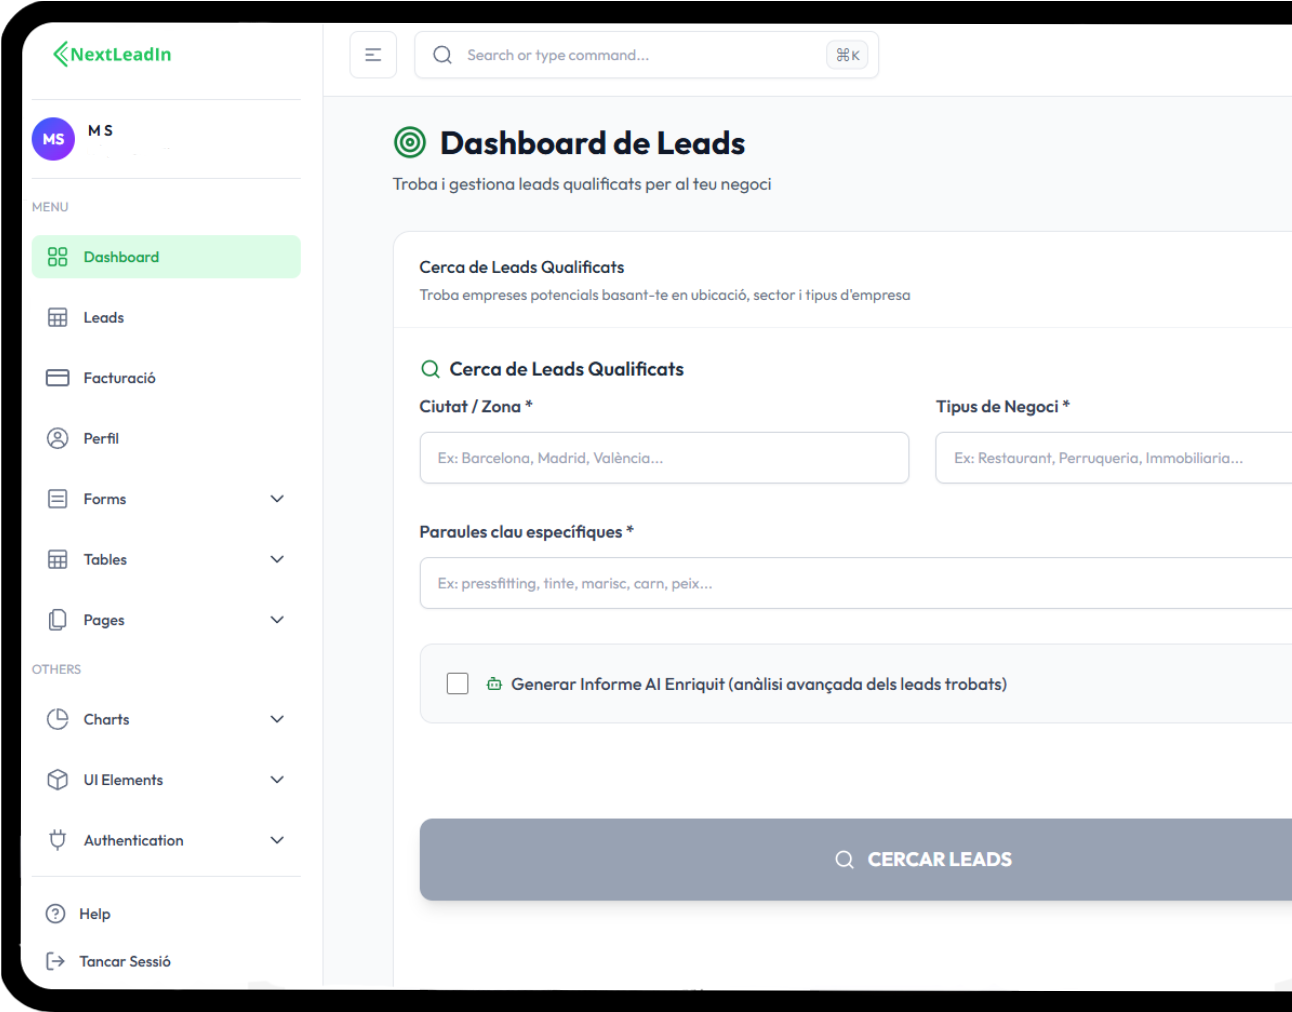 NextLeadIn
Search or type command...
⌘K
MS
M S
MENU
Dashboard
Leads
Facturació
Perfil
Forms
Tables
Pages
OTHERS
Charts
UI Elements
Authentication
Help
Tancar Sessió
Dashboard de Leads
Troba i gestiona leads qualificats per al teu negoci
Cerca de Leads Qualificats
Troba empreses potencials basant-te en ubicació, sector i tipus d'empresa
Cerca de Leads Qualificats
Ciutat / Zona *
Ex: Barcelona, Madrid, València...
Tipus de Negoci *
Ex: Restaurant, Perruqueria, Immobiliaria...
Paraules clau específiques *
Ex: pressfitting, tinte, marisc, carn, peix...
Generar Informe AI Enriquit (anàlisi avançada dels leads trobats)
CERCAR LEADS